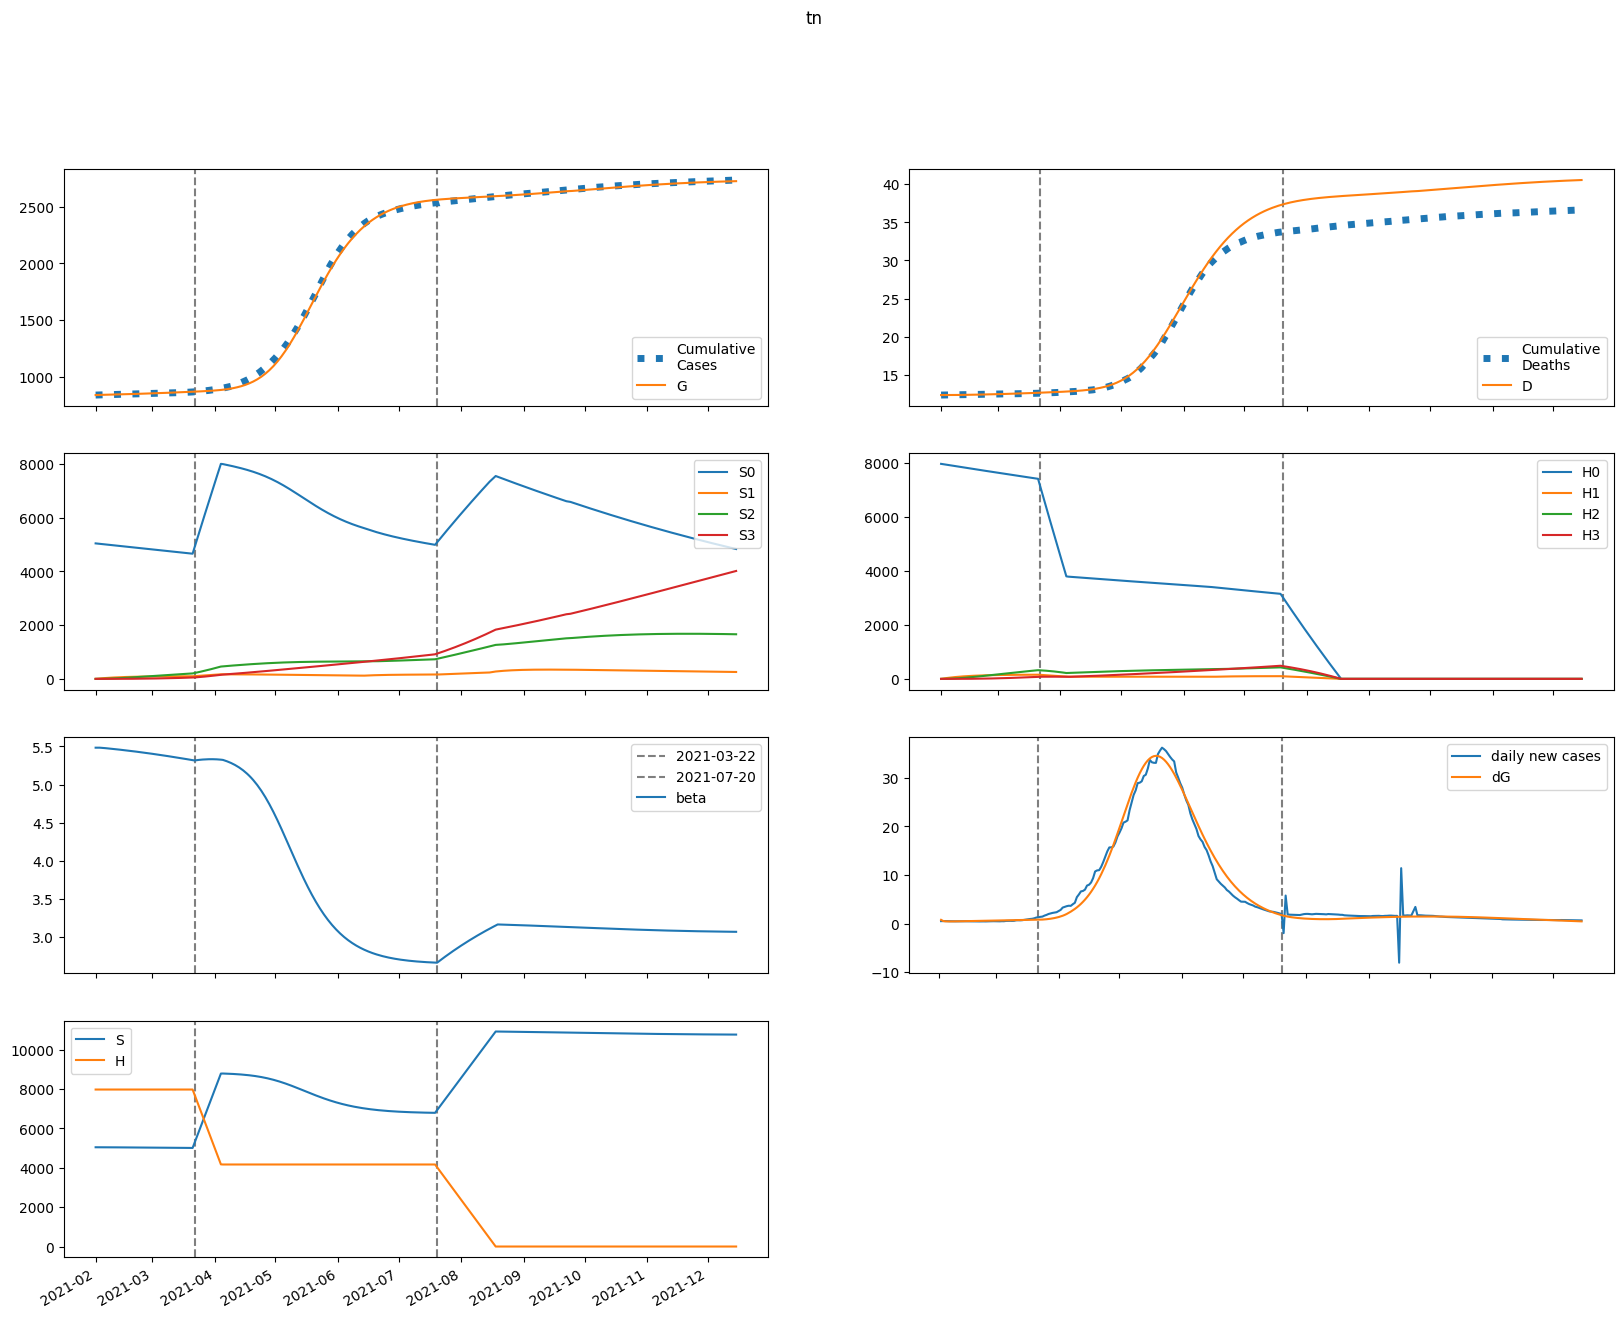 tn
2500
2000
1500
1000
Cumulative
Cases
G
40
35
30
25
20
15
Cumulative
Deaths
D
8000
6000
4000
2000
0
S0
S1
S2
S3
8000
6000
4000
2000
0
H0
H1
H2
H3
5.5
5.0
4.5
4.0
3.5
3.0
2021-03-22
2021-07-20
beta
30
20
10
0
−10
daily new cases
dG
10000
8000
6000
4000
2000
0
S
H
2021-02
2021-03
2021-04
2021-05
2021-06
2021-07
2021-08
2021-09
2021-10
2021-11
2021-12